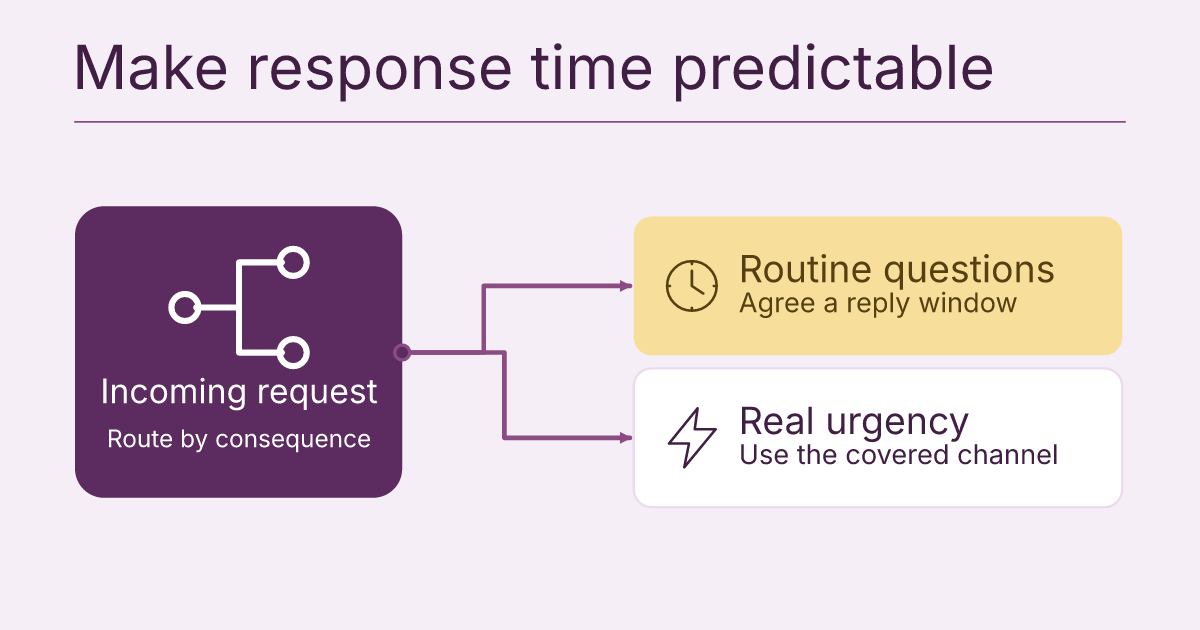 Make response time predictable
Incoming request
Route by consequence
Routine questions
Agree a reply window
Real urgency
Use the covered channel